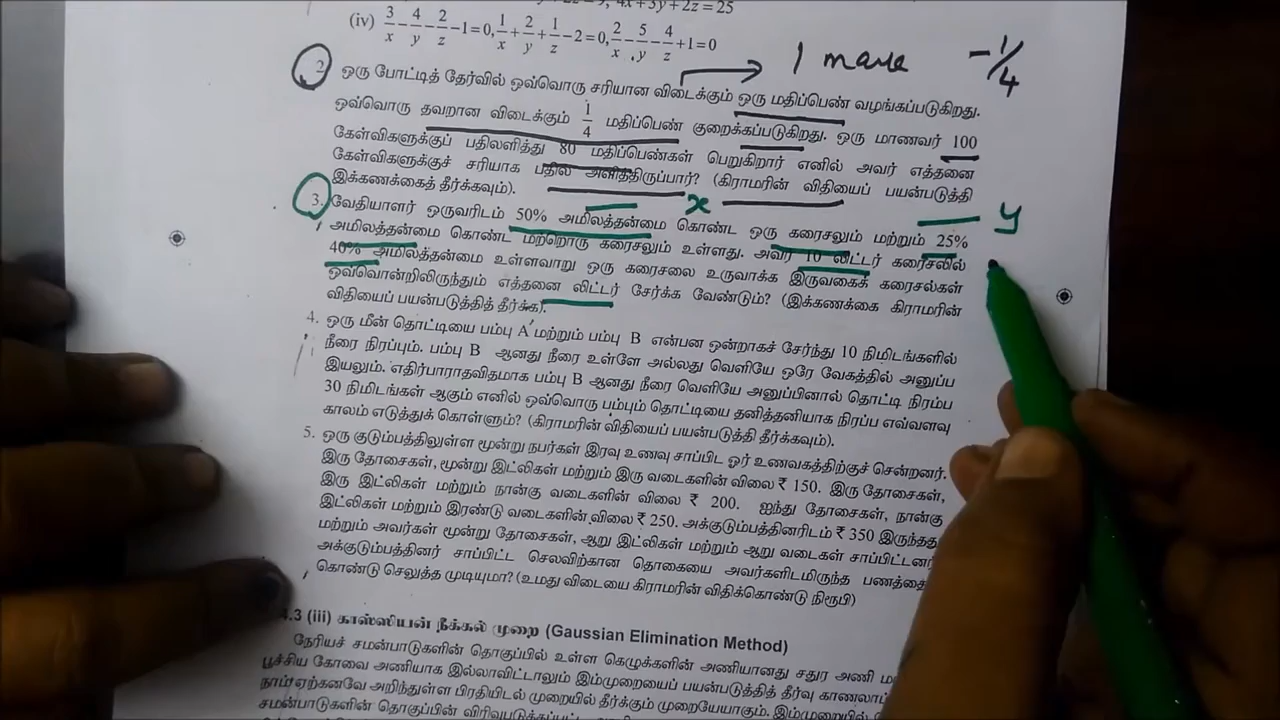 4x+3y+2z=25
(iv) 3/x − 4/y − 2/z − 1 = 0, 1/x + 2/y + 1/z − 2 = 0, 2/x − 5/y − 4/z + 1 = 0
1 mark −1/4
2. ஒரு போட்டித் தேர்வில் ஒவ்வொரு சரியான விடைக்கும் ஒரு மதிப்பெண் வழங்கப்படுகிறது.
ஒவ்வொரு தவறான விடைக்கும் 1/4 மதிப்பெண் குறைக்கப்படுகிறது. ஒரு மாணவர் 100
கேள்விகளுக்குப் பதிலளித்து 80 மதிப்பெண்கள் பெறுகிறார் எனில் அவர் எத்தனை
கேள்விகளுக்குச் சரியாக பதில் அளித்திருப்பார்? (கிராமரின் விதியைப் பயன்படுத்தி
இக்கணக்கைத் தீர்க்கவும்).
x y
3. வேதியாளர் ஒருவரிடம் 50% அமிலத்தன்மை கொண்ட ஒரு கரைசலும் மற்றும் 25%
அமிலத்தன்மை கொண்ட மற்றொரு கரைசலும் உள்ளது. அவர் 10 லிட்டர் கரைசலில்
40% அமிலத்தன்மை உள்ளவாறு ஒரு கரைசலை உருவாக்க இருவகைக் கரைசல்கள்
ஒவ்வொன்றிலிருந்தும் எத்தனை லிட்டர் சேர்க்க வேண்டும்? (இக்கணக்கை கிராமரின்
விதியைப் பயன்படுத்தித் தீர்க்க).
4. ஒரு மீன் தொட்டியை பம்பு A மற்றும் பம்பு B என்பன ஒன்றாகச் சேர்ந்து 10 நிமிடங்களில்
நீரை நிரப்பும். பம்பு B ஆனது நீரை உள்ளே அல்லது வெளியே ஒரே வேகத்தில் அனுப்ப
இயலும். எதிர்பாராதவிதமாக பம்பு B ஆனது நீரை வெளியே அனுப்பினால் தொட்டி நிரம்ப
30 நிமிடங்கள் ஆகும் எனில் ஒவ்வொரு பம்பும் தொட்டியை தனித்தனியாக நிரப்ப எவ்வளவு
காலம் எடுத்துக் கொள்ளும்? (கிராமரின் விதியைப் பயன்படுத்தி தீர்க்கவும்).
5. ஒரு குடும்பத்திலுள்ள மூன்று நபர்கள் இரவு உணவு சாப்பிட ஓர் உணவகத்திற்குச் சென்றனர்.
இரு தோசைகள், மூன்று இட்லிகள் மற்றும் இரு வடைகளின் விலை ₹ 150. இரு தோசைகள்,
இரு இட்லிகள் மற்றும் நான்கு வடைகளின் விலை ₹ 200. ஐந்து தோசைகள், நான்கு
இட்லிகள் மற்றும் இரண்டு வடைகளின் விலை ₹ 250. அக்குடும்பத்தினரிடம் ₹ 350 இருந்தது
மற்றும் அவர்கள் மூன்று தோசைகள், ஆறு இட்லிகள் மற்றும் ஆறு வடைகள்
அக்குடும்பத்தினர் சாப்பிட்ட செலவிற்கான தொகையை அவர்களிடமிருந்த
கொண்டு செலுத்த முடியுமா? (உமது விடையை கிராமரின் விதிக்கொண்டு நிரூபி)
4.3 (iii) காஸ்ஸியன் நீக்கல் முறை (Gaussian Elimination Method)
நேரியச் சமன்பாடுகளின் தொகுப்பில் உள்ள கெழுக்களின் அணியானது சதுர அணி
பூச்சிய கோவை அணியாக இல்லாவிட்டாலும் இம்முறையைப் பயன்படுத்தித் தீர்வு
நாம் ஏற்கனவே அறிந்துள்ள பிரதியிடல் முறையில் தீர்க்கும் முறையேயாகும்.
சமன்பாடுகளின் தொகுப்பின்